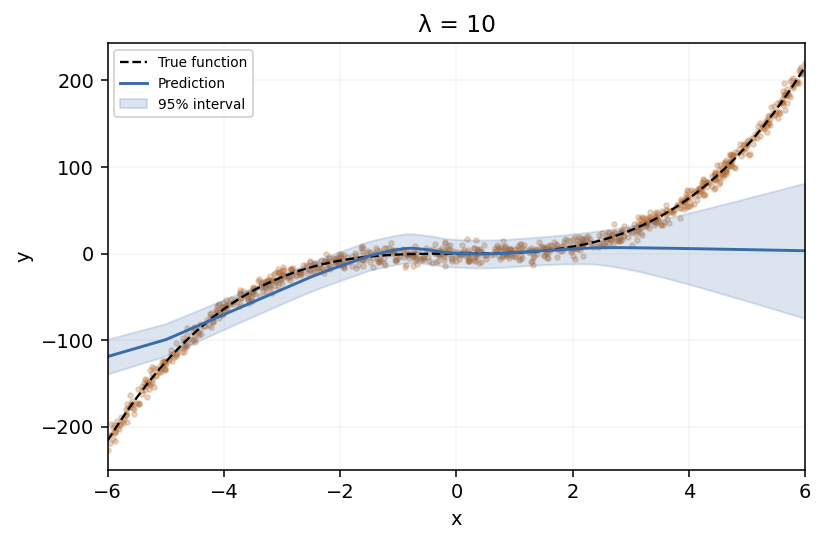 λ = 10
True function
Prediction
95% interval
200
100
0
−100
−200
y
−6
−4
−2
0
2
4
6
x